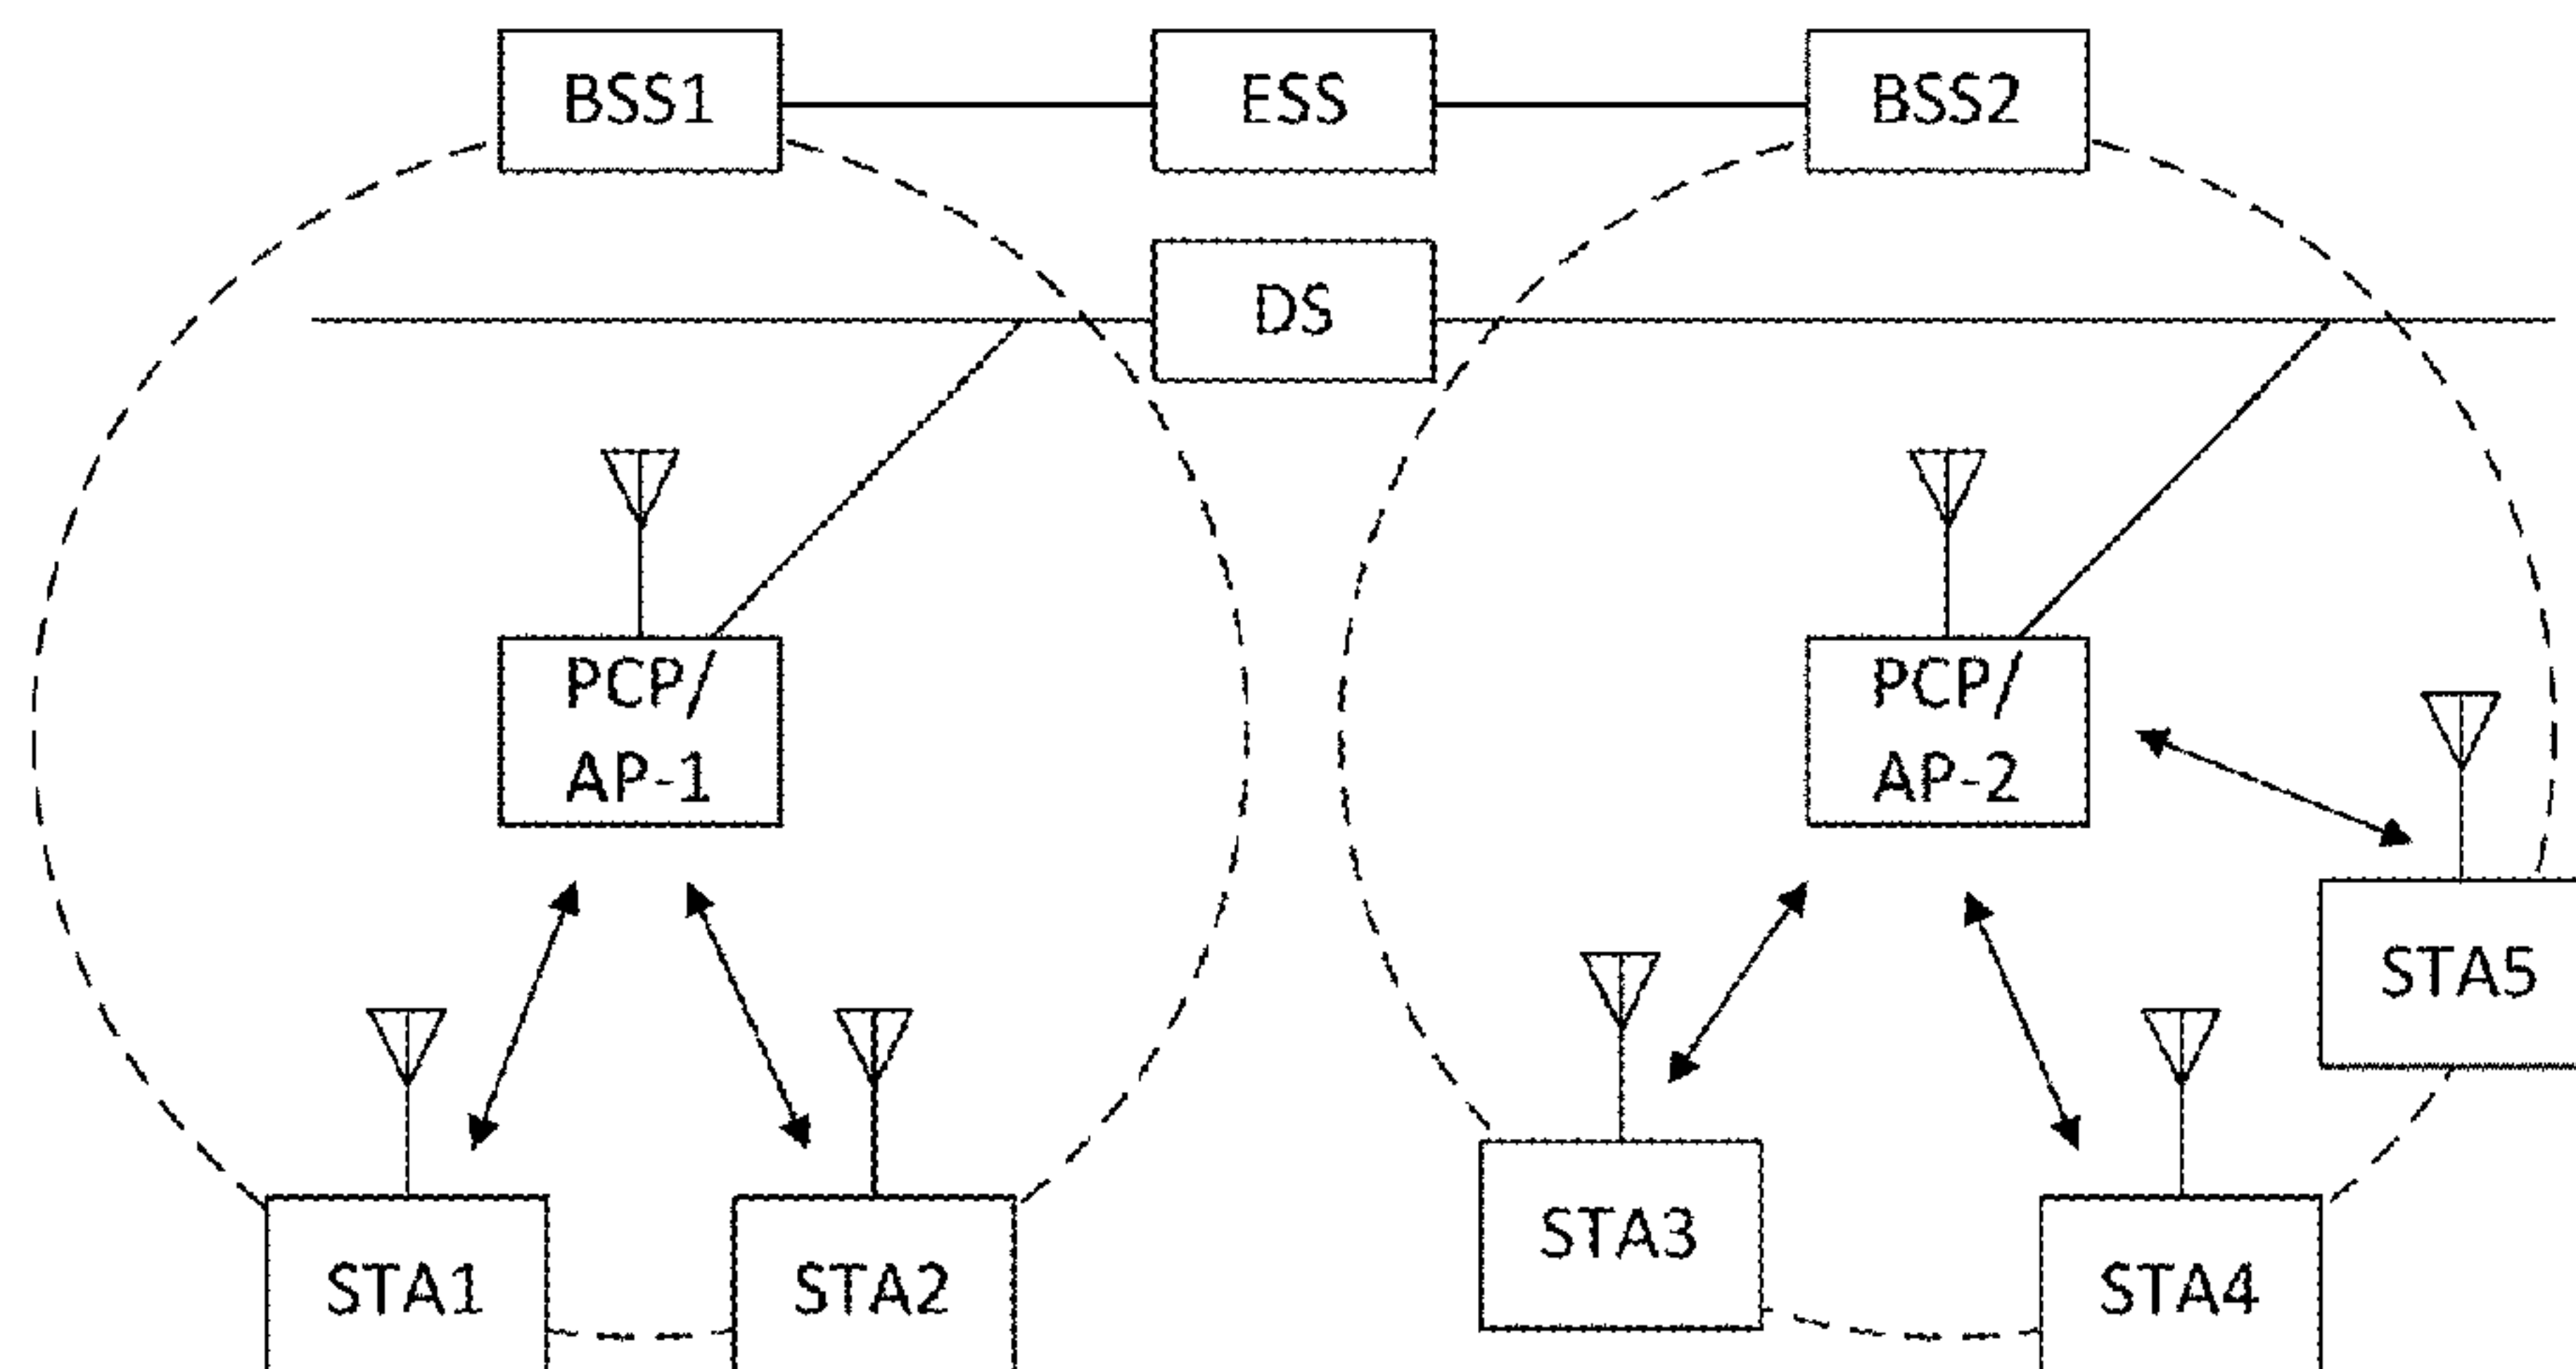 BSS1
ESS
BSS2
DS
PCP/
AP-1
PCP/
AP-2
STA5
STA3
STA1
STA2
STA4